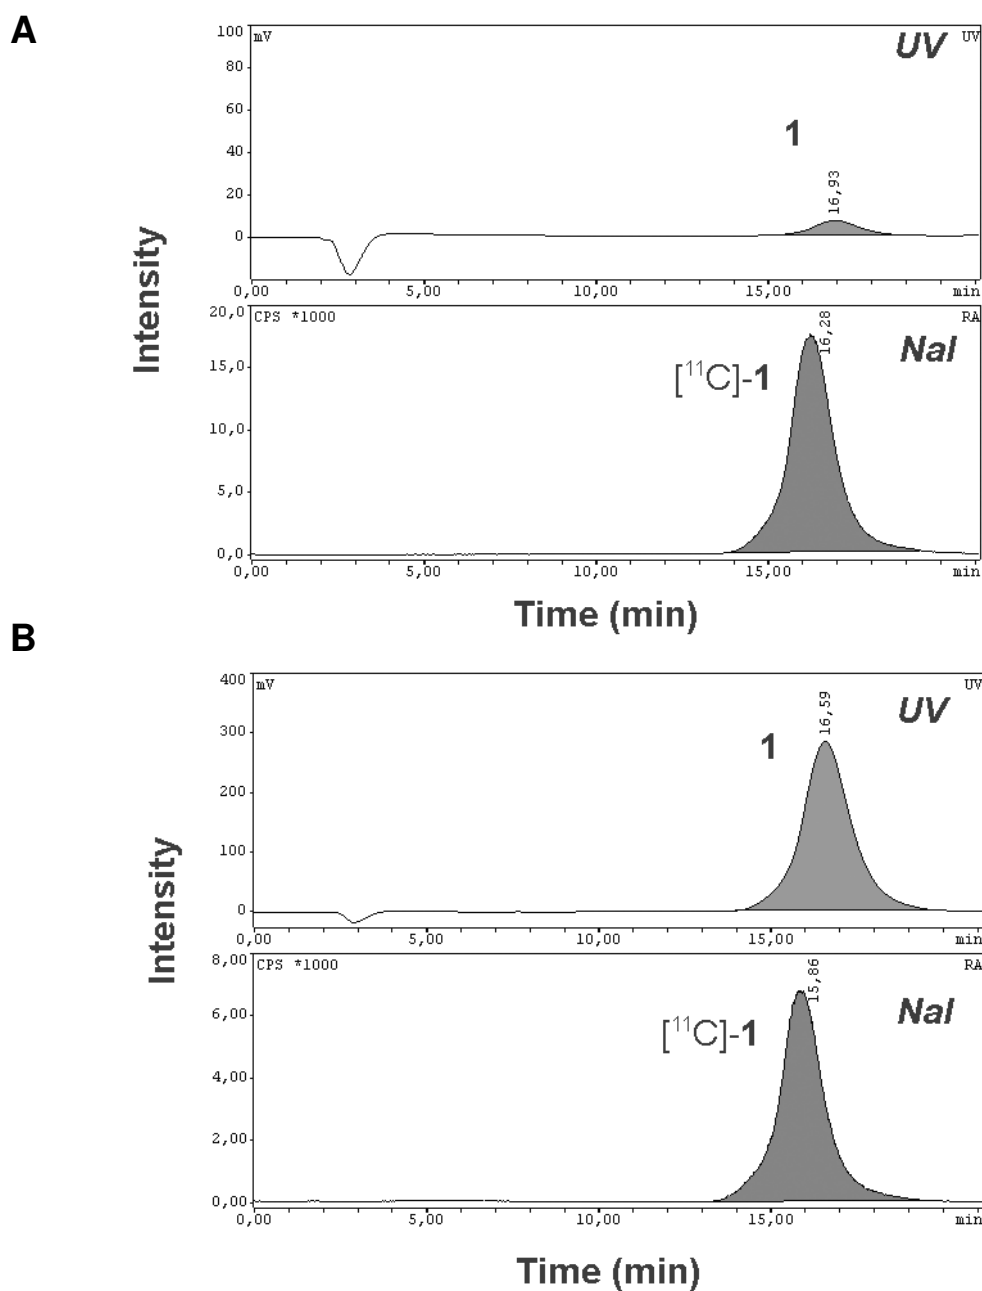 A
Intensity
mV
UV
UV
1
16,93
100
80
60
40
20
0
0,00 5,00 10,00 15,00 min
CPS *1000
RA
NaI
[¹¹C]-1
16,28
20,0
15,0
10,0
5,0
0,0
0,00 5,00 10,00 15,00 min
Time (min)
B
Intensity
mV
UV
UV
1
16,59
400
300
200
100
0
0,00 5,00 10,00 15,00 min
CPS *1000
RA
NaI
[¹¹C]-1
15,86
8,00
6,00
4,00
2,00
0,00
0,00 5,00 10,00 15,00 min
Time (min)